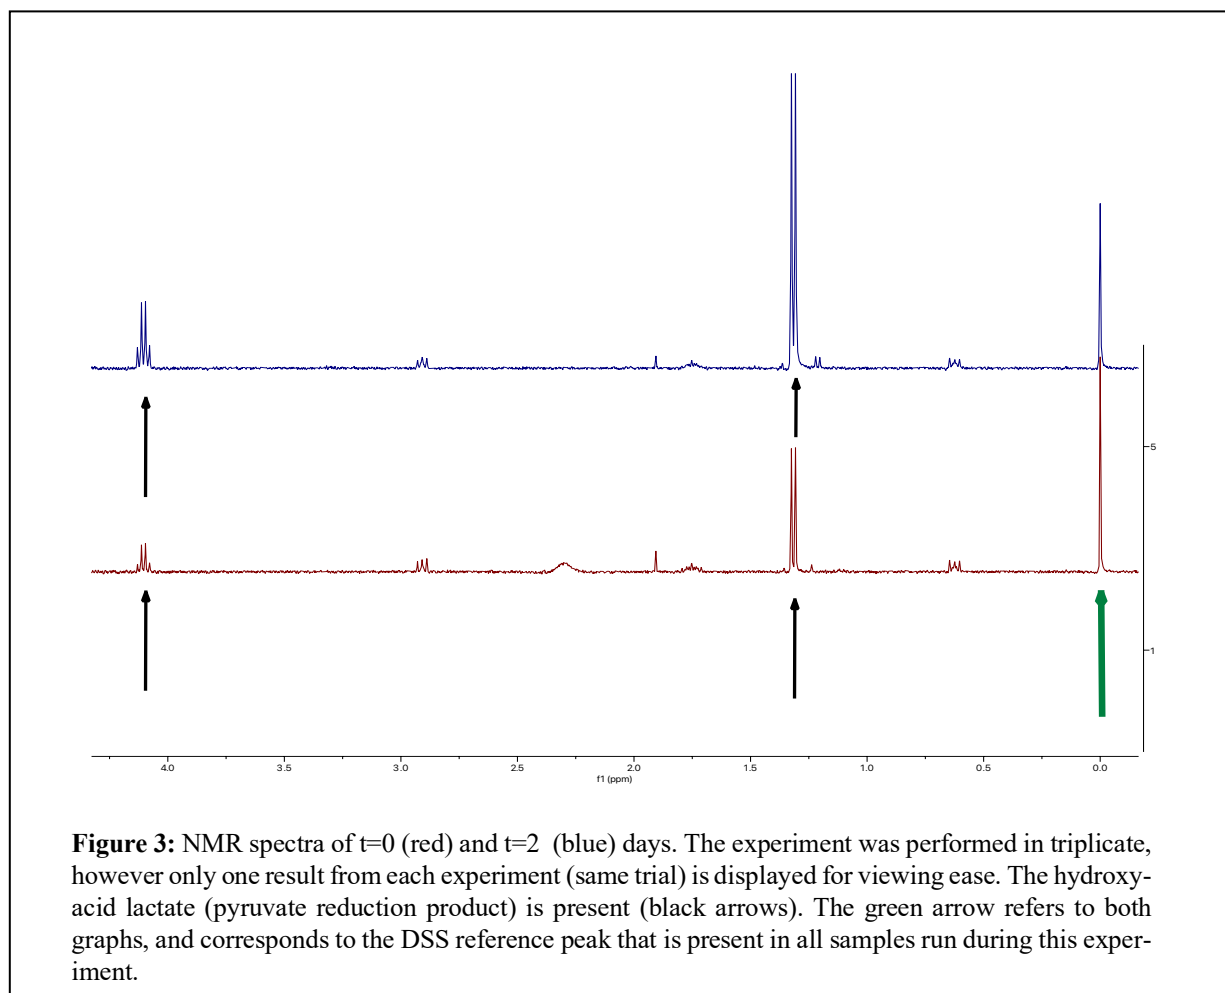 5
1
4.0 3.5 3.0 2.5 2.0 1.5 1.0 0.5 0.0
f1 (ppm)
Figure 3: NMR spectra of t=0 (red) and t=2 (blue) days. The experiment was performed in triplicate,
however only one result from each experiment (same trial) is displayed for viewing ease. The hydroxy-
acid lactate (pyruvate reduction product) is present (black arrows). The green arrow refers to both
graphs, and corresponds to the DSS reference peak that is present in all samples run during this exper-
iment.